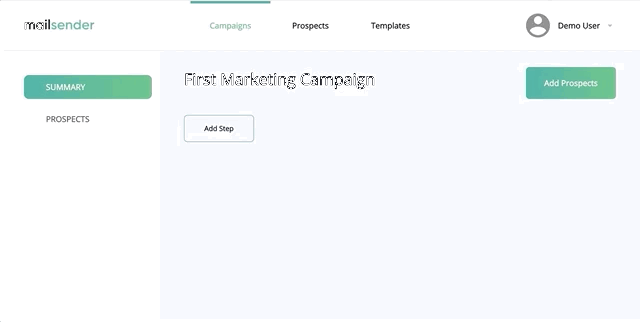 mailsender
Campaigns
Prospects
Templates
Demo User
SUMMARY
PROSPECTS
First Marketing Campaign
Add Prospects
Add Step